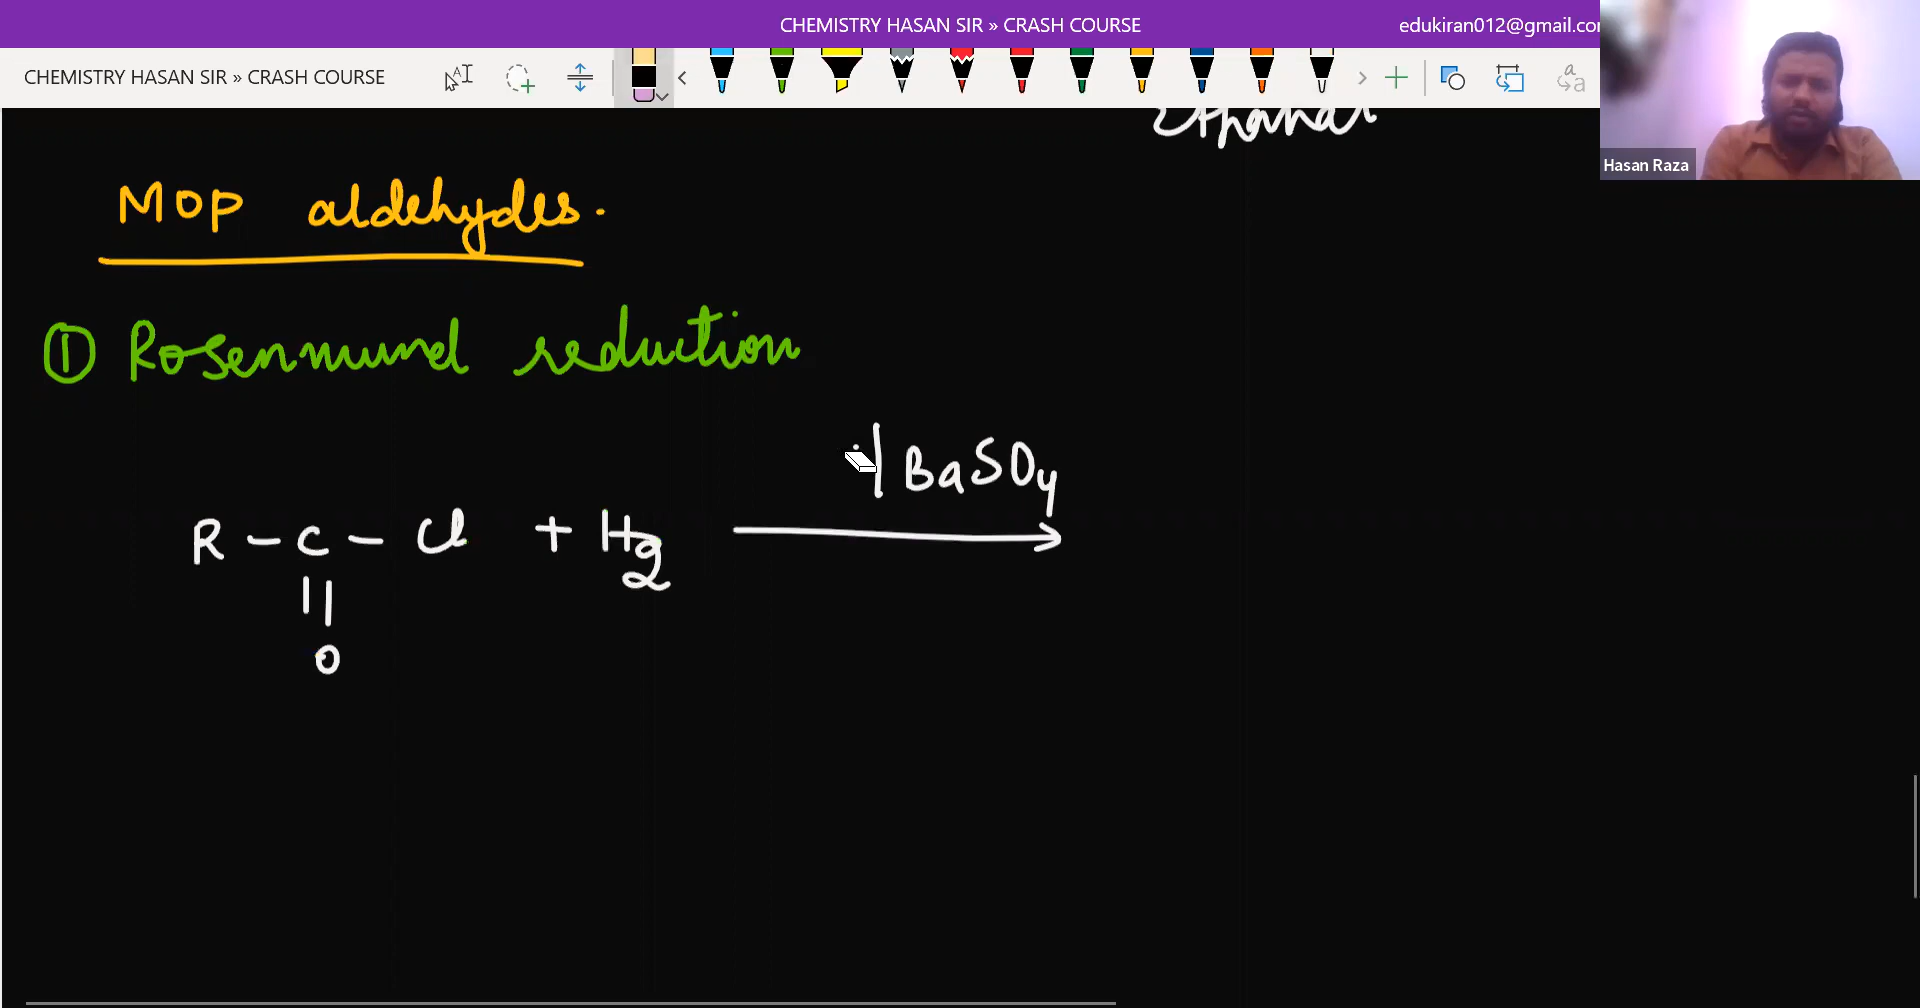 CHEMISTRY HASAN SIR » CRASH COURSE
edukiran012@gmail.co
CHEMISTRY HASAN SIR » CRASH COURSE
Hasan Raza
Ethanal
MOP aldehydes.
① Rosenmund reduction
| BaSO4
R - C - Cl + H2
O